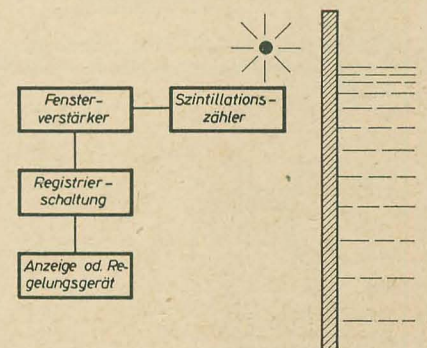 Fenster-
verstärker
Szintillations-
zähler
Registrier-
schaltung
Anzeige od. Re-
gelungsgerät